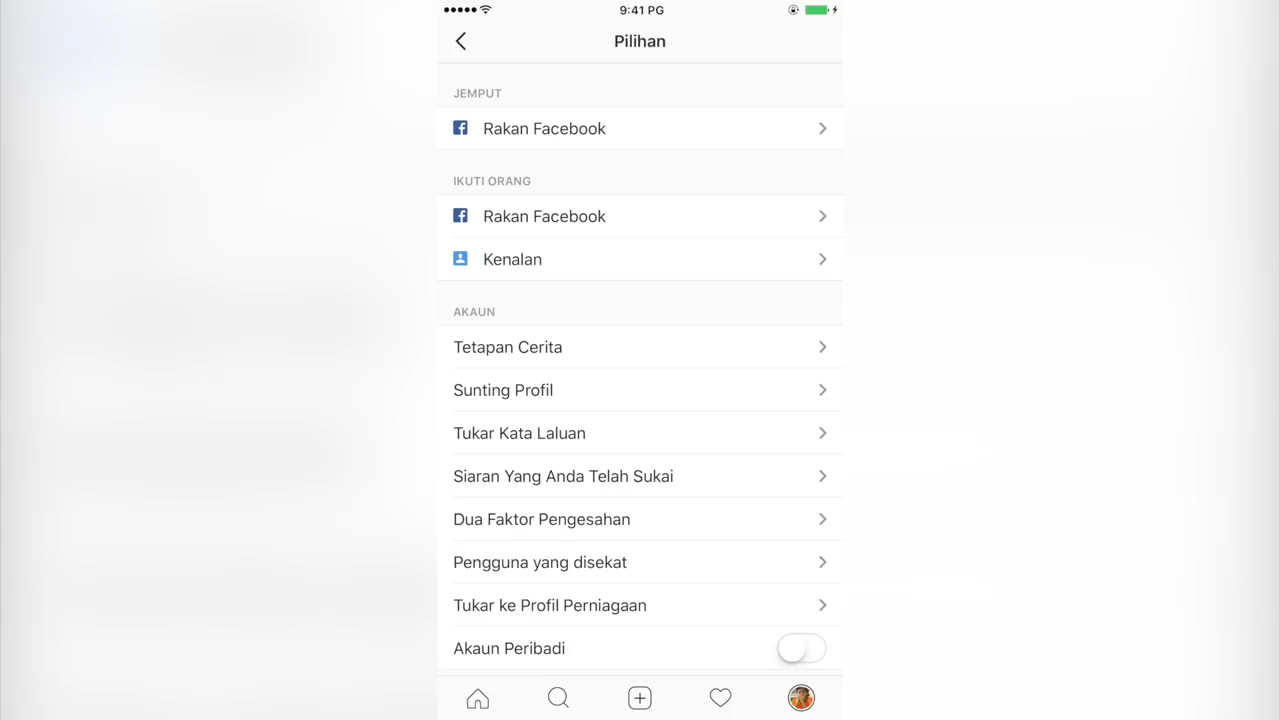 9:41 PG
Pilihan
JEMPUT
Rakan Facebook
IKUTI ORANG
Rakan Facebook
Kenalan
AKAUN
Tetapan Cerita
Sunting Profil
Tukar Kata Laluan
Siaran Yang Anda Telah Sukai
Dua Faktor Pengesahan
Pengguna yang disekat
Tukar ke Profil Perniagaan
Akaun Peribadi